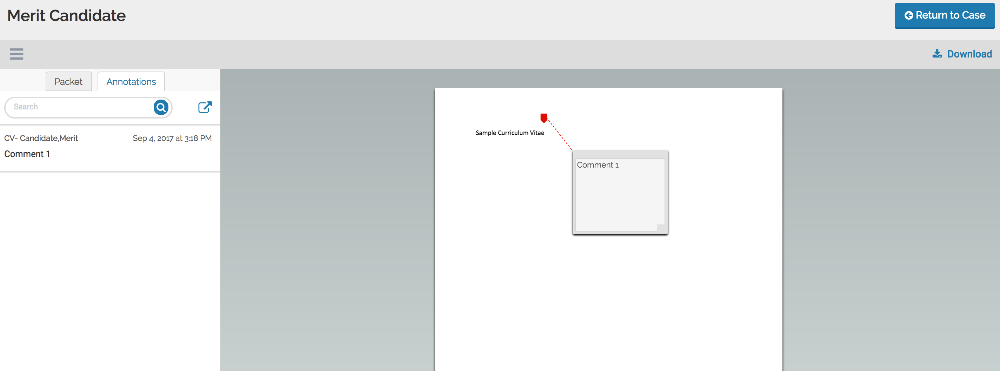 Merit Candidate
Return to Case
Download
Packet
Annotations
Search
CV- Candidate,Merit
Sep 4, 2017 at 3:18 PM
Comment 1
Sample Curriculum Vitae
Comment 1